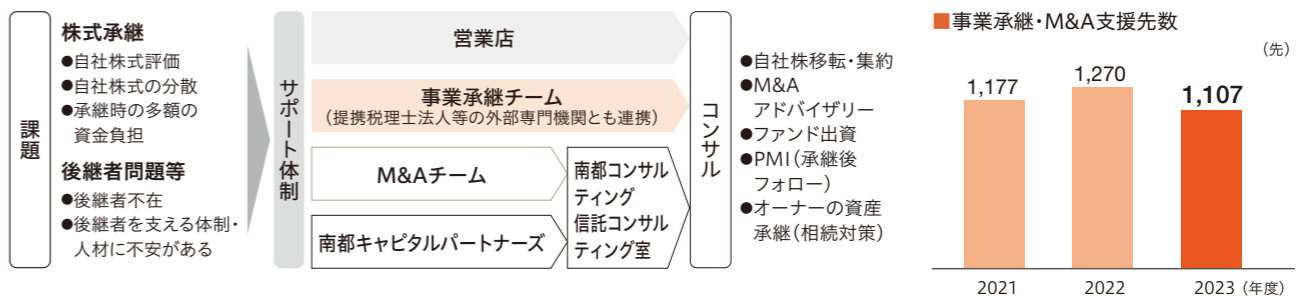 課題
株式承継
●自社株式評価
●自社株式の分散
●承継時の多額の
資金負担
後継者問題等
●後継者不在
●後継者を支える体制・
人材に不安がある
サポート体制
営業店
事業承継チーム
（提携税理士法人等の外部専門機関とも連携）
M&Aチーム
南都キャピタルパートナーズ
南都コンサル
ティング
信託コンサル
ティング室
コンサル
●自社株移転・集約
●M&A
アドバイザリー
●ファンド出資
●PMI（承継後
フォロー）
●オーナーの資産
承継（相続対策）
■事業承継・M&A支援先数
（先）
1,177
1,270
1,107
2021
2022
2023（年度）